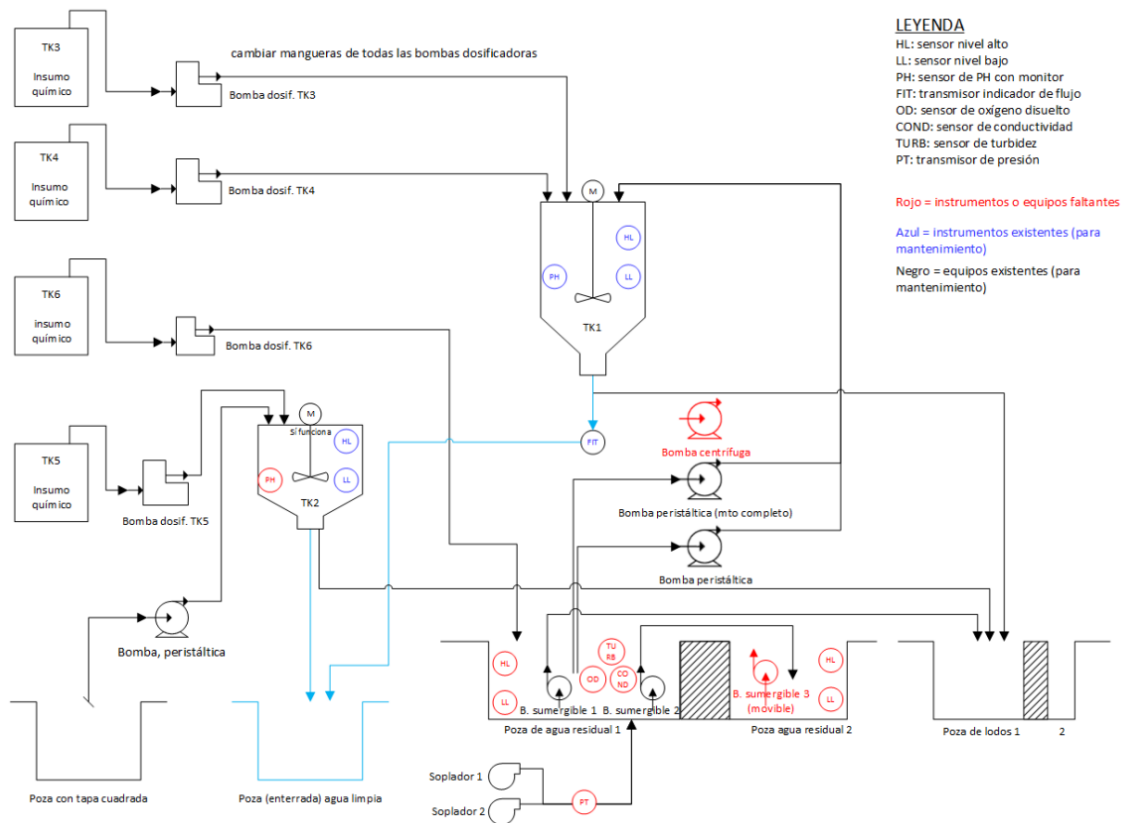 LEYENDA
HL: sensor nivel alto
LL: sensor nivel bajo
PH: sensor de PH con monitor
FIT: transmisor indicador de flujo
OD: sensor de oxígeno disuelto
COND: sensor de conductividad
TURB: sensor de turbidez
PT: transmisor de presión
Rojo = instrumentos o equipos faltantes
Azul = instrumentos existentes (para
mantenimiento)
Negro = equipos existentes (para
mantenimiento)
TK3
Insumo
químico
cambiar mangueras de todas las bombas dosificadoras
Bomba dosif. TK3
TK4
Insumo
químico
Bomba dosif. TK4
M
HL
PH
LL
TK1
TK6
insumo
químico
Bomba dosif. TK6
M
Sí funciona
HL
PH
LL
TK2
FIT
Bomba centrífuga
TK5
Insumo
químico
Bomba dosif. TK5
Bomba peristáltica (mto completo)
Bomba peristáltica
Bomba, peristáltica
HL
LL
TU
RB
OD
CO
ND
B. sumergible 1
B. sumergible 2
B. sumergible 3
(movible)
HL
LL
Poza de agua residual 1
Poza agua residual 2
Poza de lodos 1
2
Soplador 1
Soplador 2
PT
Poza con tapa cuadrada
Poza (enterrada) agua limpia